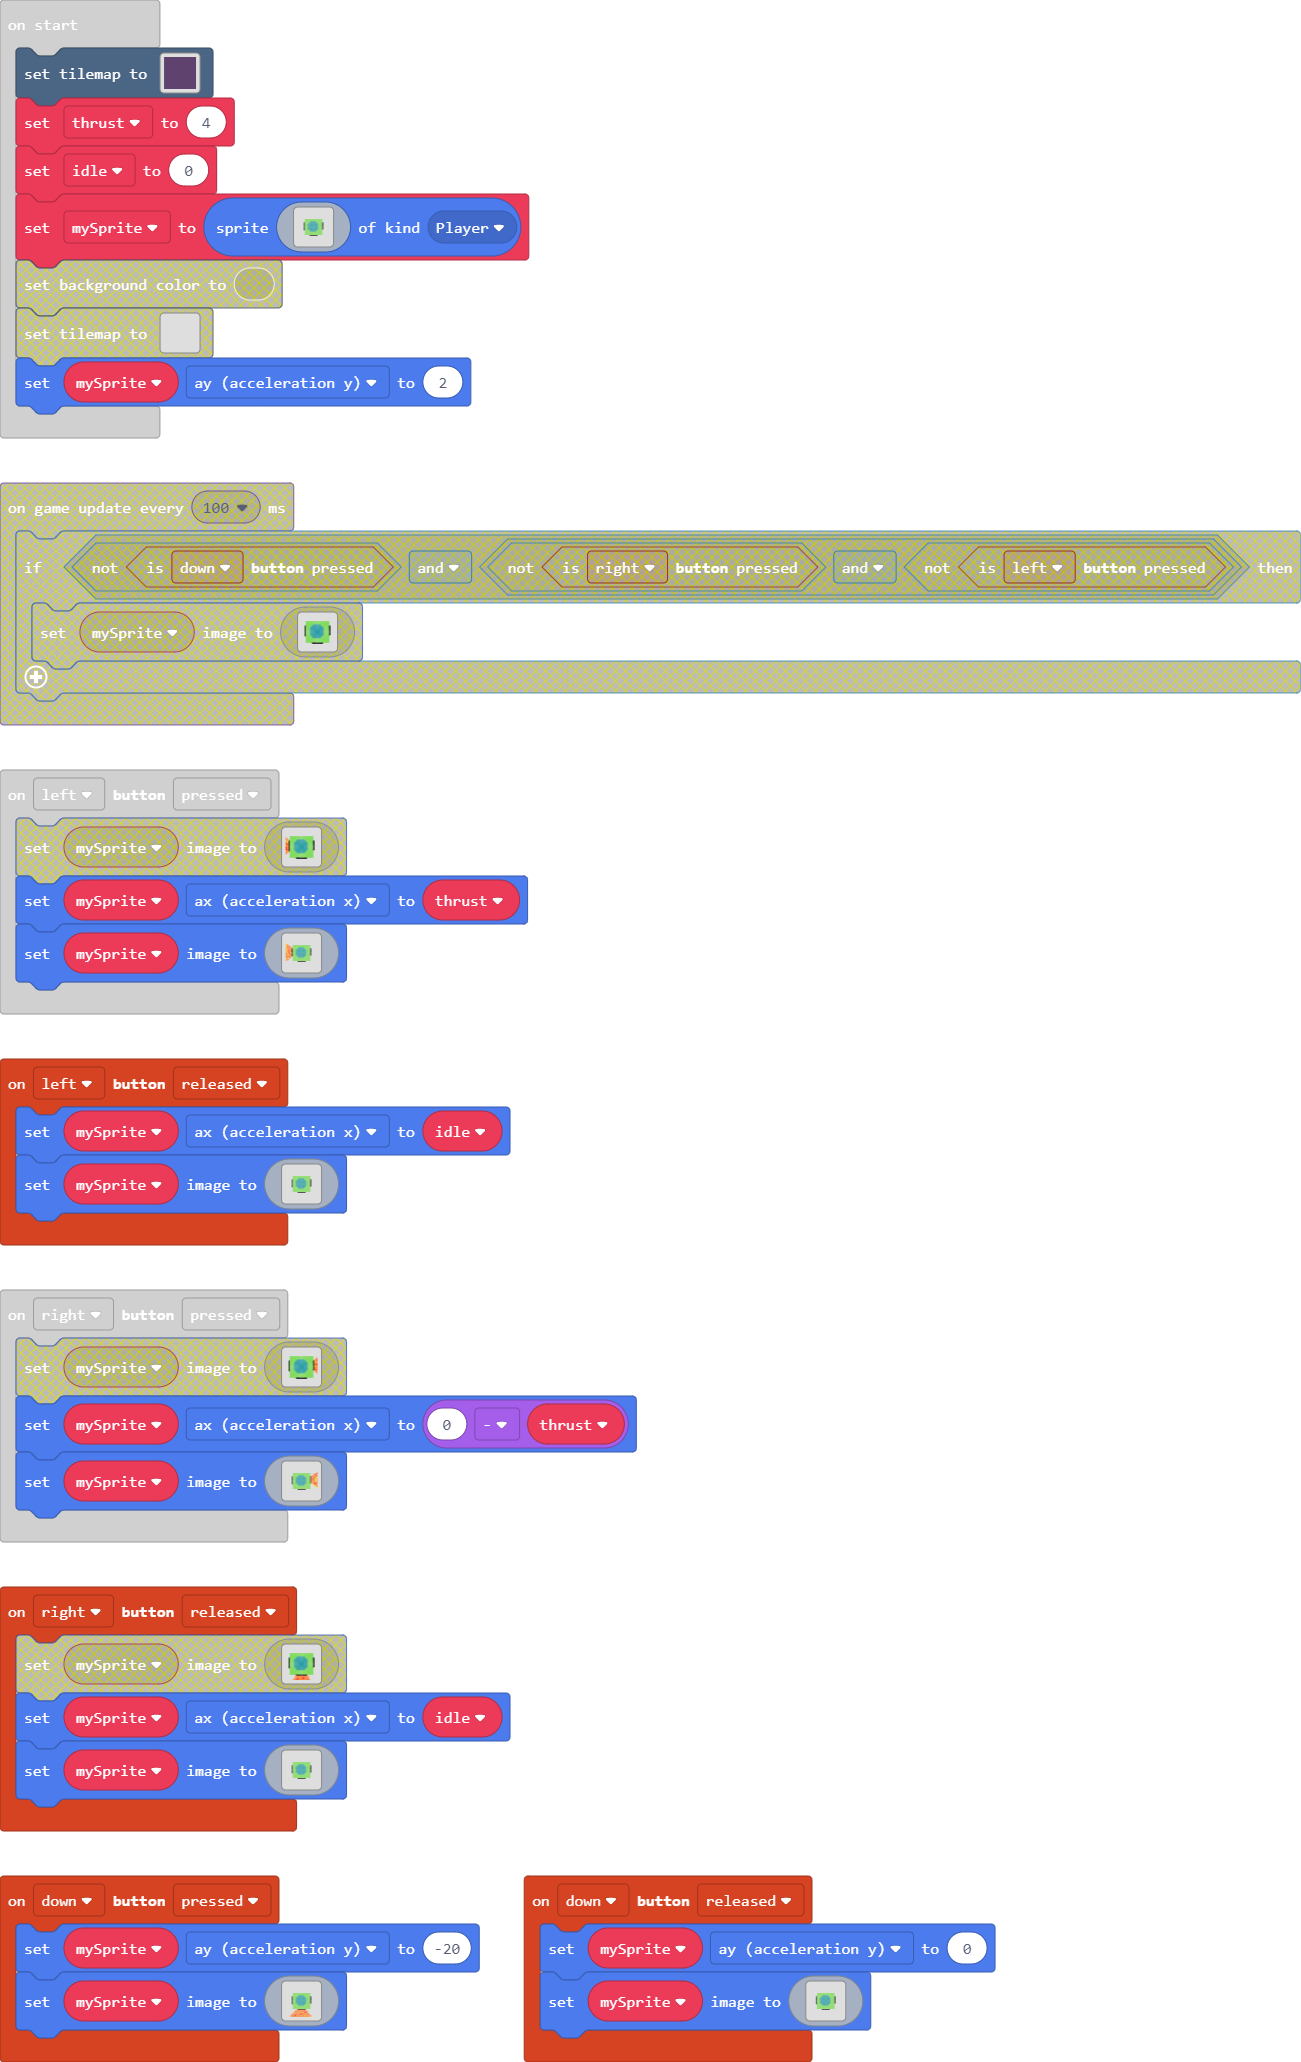 on start
set tilemap to
set thrust to 4
set idle to 0
set mySprite to sprite of kind Player
set background color to
set tilemap to
set mySprite ay (acceleration y) to 2
on game update every 100 ms
if not is down button pressed and not is right button pressed and not is left button pressed then
set mySprite image to
on left button pressed
set mySprite image to
set mySprite ax (acceleration x) to thrust
set mySprite image to
on left button released
set mySprite ax (acceleration x) to idle
set mySprite image to
on right button pressed
set mySprite image to
set mySprite ax (acceleration x) to 0 - thrust
set mySprite image to
on right button released
set mySprite image to
set mySprite ax (acceleration x) to idle
set mySprite image to
on down button pressed
set mySprite ay (acceleration y) to -20
set mySprite image to
on down button released
set mySprite ay (acceleration y) to 0
set mySprite image to